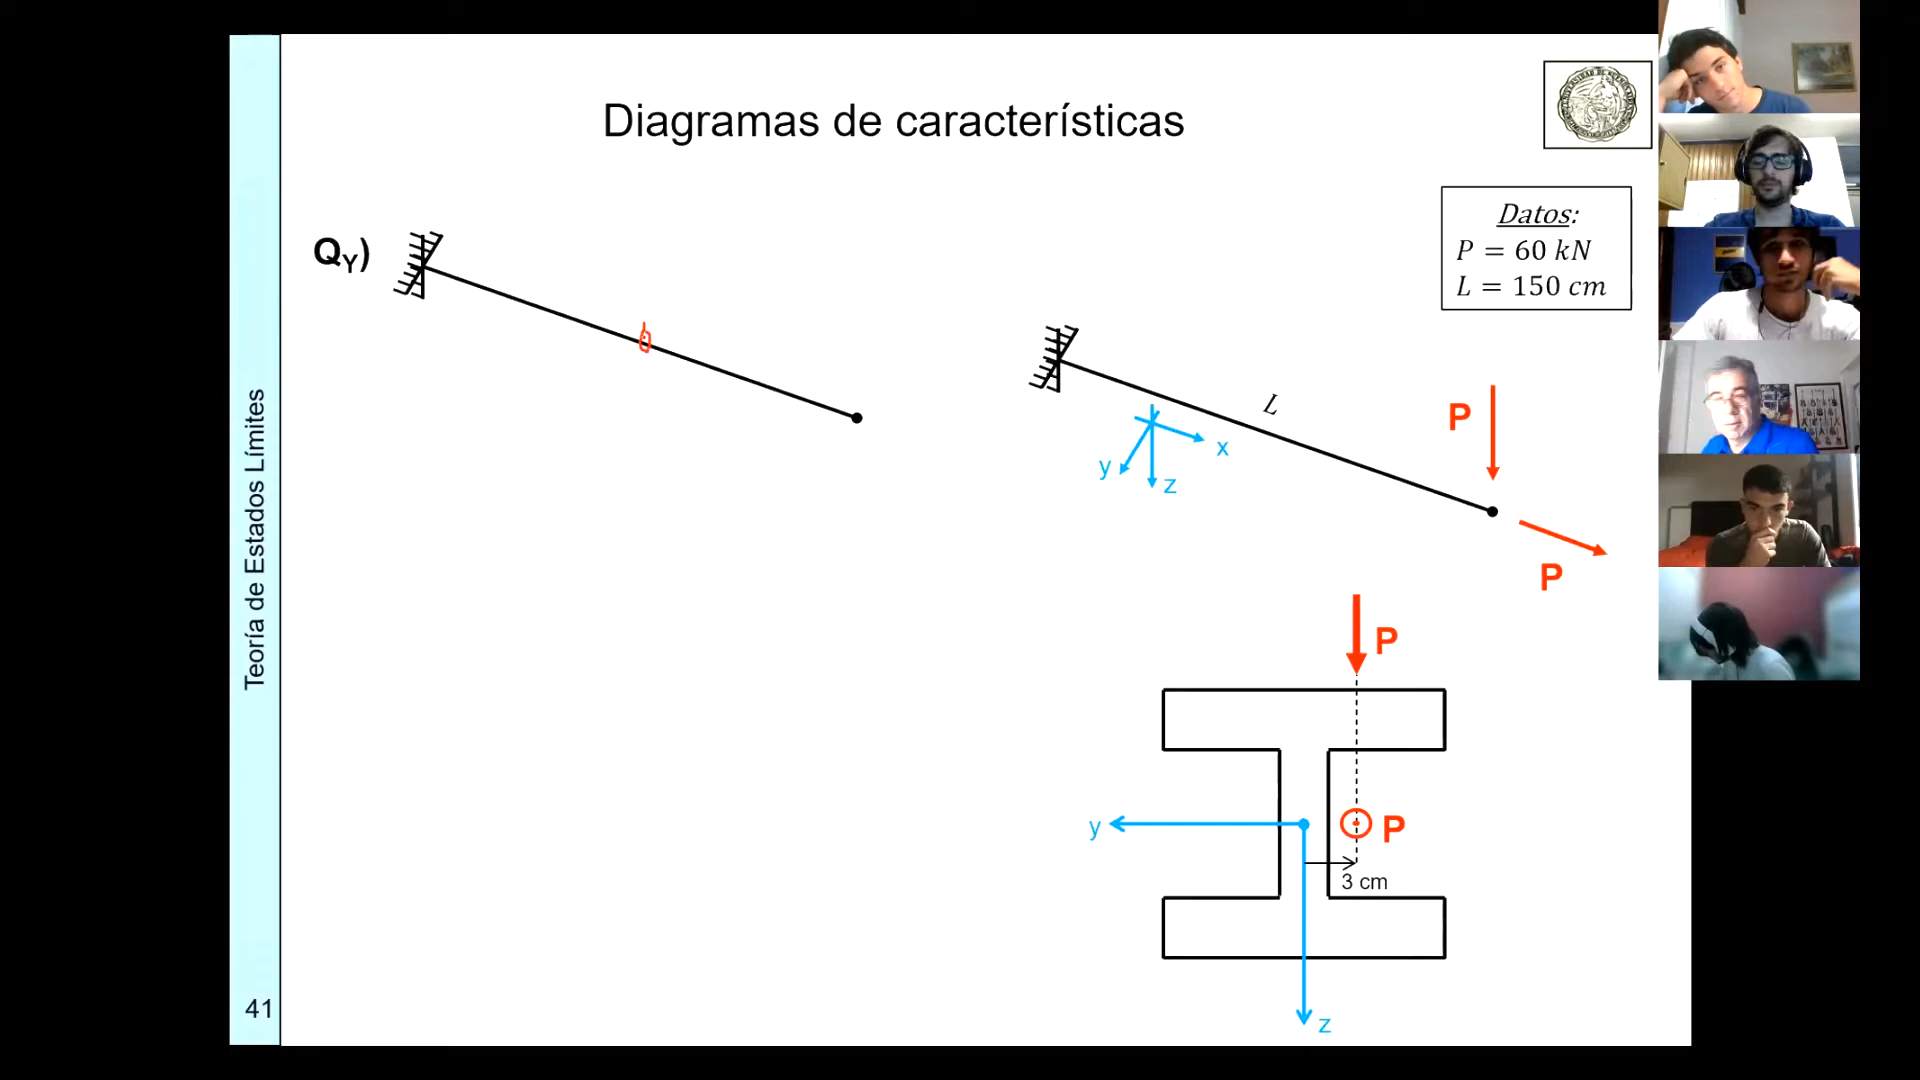 Diagramas de características
Teoría de Estados Límites
41
QY)
Datos:
P = 60 kN
L = 150 cm
L
x
y
z
P
P
P
P
y
3 cm
z